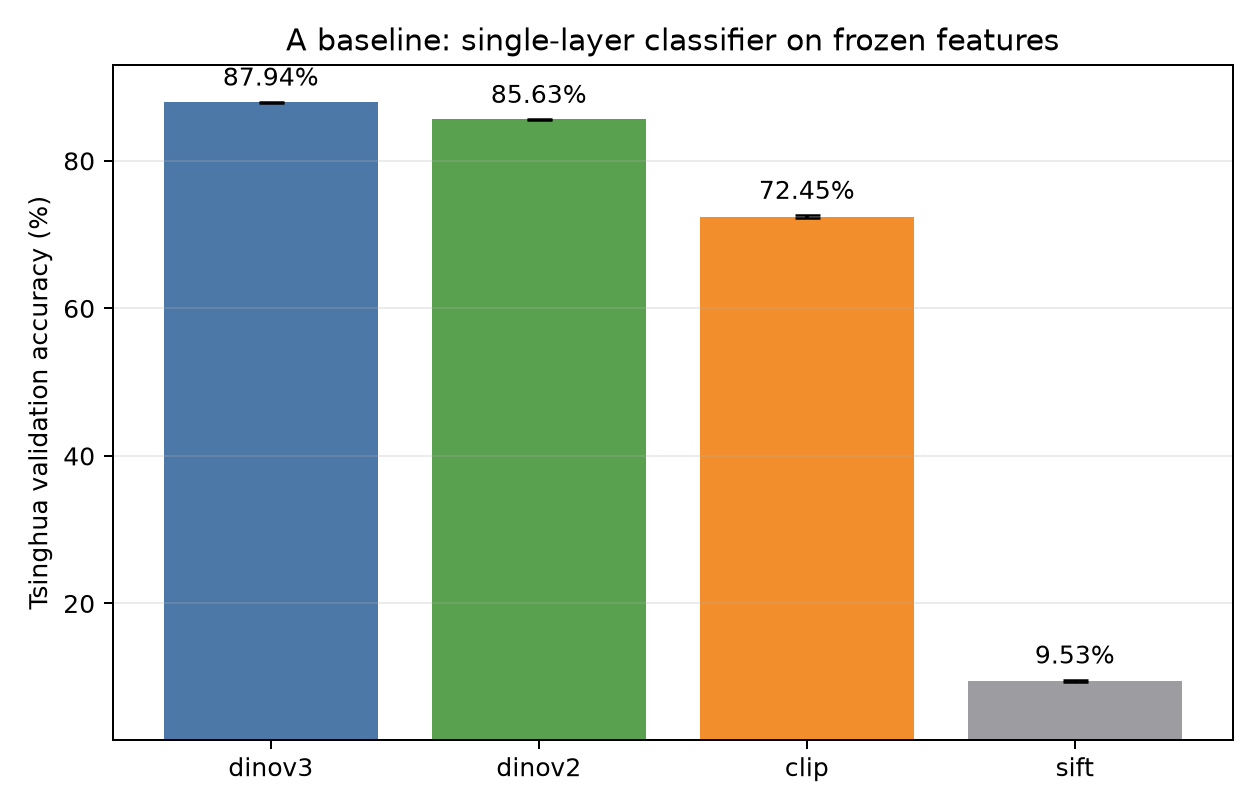 A baseline: single-layer classifier on frozen features
87.94%
85.63%
72.45%
9.53%
80
60
40
20
Tsinghua validation accuracy (%)
dinov3
dinov2
clip
sift